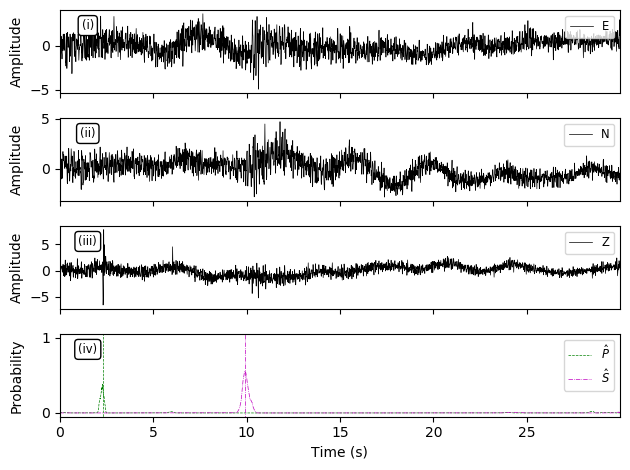 (i)
E
Amplitude
0
−5
(ii)
N
Amplitude
5
0
(iii)
Z
Amplitude
5
0
−5
(iv)
P̂
Ŝ
Probability
1
0
0 5 10 15 20 25
Time (s)